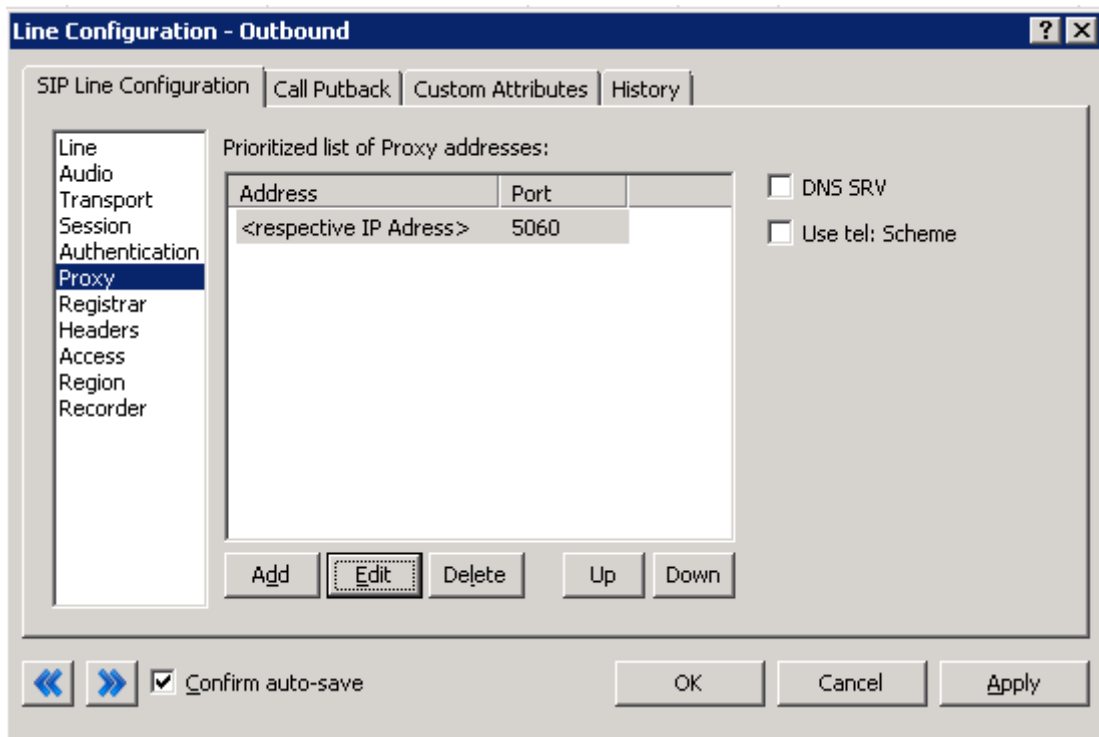 Line Configuration - Outbound
SIP Line Configuration
Call Putback
Custom Attributes
History
Line
Audio
Transport
Session
Authentication
Proxy
Registrar
Headers
Access
Region
Recorder
Prioritized list of Proxy addresses:
Address Port
<respective IP Adress> 5060
DNS SRV
Use tel: Scheme
Add Edit Delete Up Down
Confirm auto-save
OK Cancel Apply